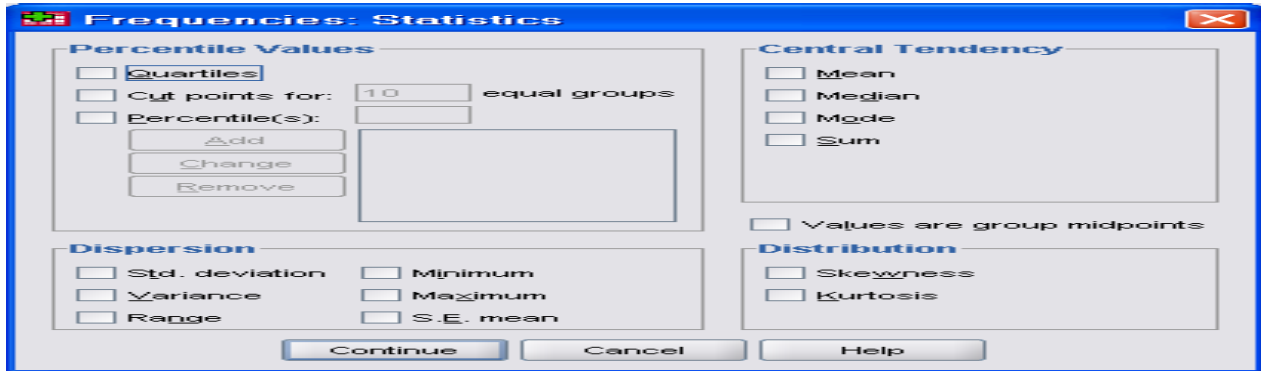 Frequencies: Statistics
Percentile Values
Quartiles
Cut points for: 10 equal groups
Percentile(s):
Add
Change
Remove
Central Tendency
Mean
Median
Mode
Sum
Values are group midpoints
Dispersion
Std. deviation
Minimum
Variance
Maximum
Range
S.E. mean
Distribution
Skewness
Kurtosis
Continue
Cancel
Help